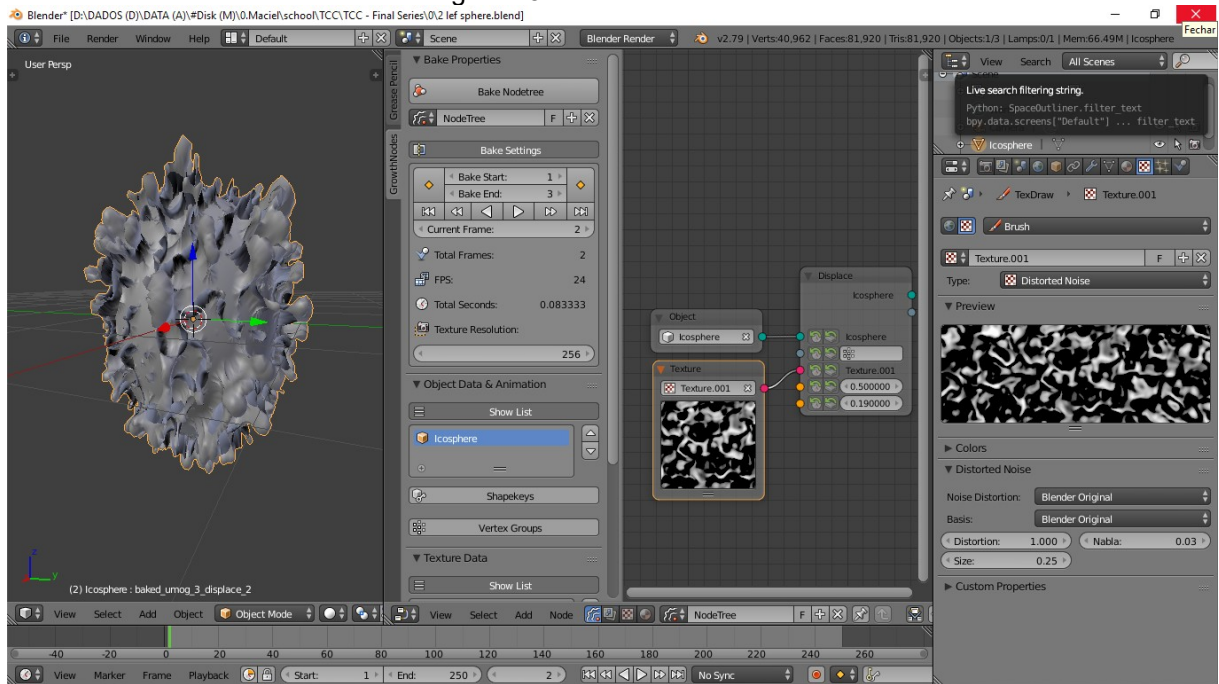 Blender* [D:\DADOS (D)\DATA (A)\#Disk (M)\0.Maciel\school\TCC\TCC - Final Series\0\2 lef sphere.blend]
Fechar
File Render Window Help Default Scene Blender Render v2.79 | Verts:40,962 | Faces:81,920 | Tris:81,920 | Objects:1/3 | Lamps:0/1 | Mem:66.49M | Icosphere
User Persp
Grease Pencil
GrowthNodes
Bake Properties
Bake Nodetree
NodeTree F
Bake Settings
Bake Start: 1
Bake End: 3
Current Frame: 2
Total Frames: 2
FPS: 24
Total Seconds: 0.083333
Texture Resolution:
256
Object Data & Animation
Show List
Icosphere
Shapekeys
Vertex Groups
Texture Data
Show List
Object
Icosphere
Texture
Texture.001
Displace
Icosphere
Icosphere
Texture.001
0.500000
0.190000
View Search All Scenes
Live search filtering string.
Python: SpaceOutliner.filter_text
bpy.data.screens["Default"] ... filter_text
Icosphere
TexDraw Texture.001
Brush
Texture.001 F
Type: Distorted Noise
Preview
Colors
Distorted Noise
Noise Distortion: Blender Original
Basis: Blender Original
Distortion: 1.000 Nabla: 0.03
Size: 0.25
Custom Properties
z
y
(2) Icosphere : baked_umog_3_displace_2
View Select Add Object Object Mode
View Select Add Node NodeTree F
-40 -20 0 20 40 60 80 100 120 140 160 180 200 220 240 260
View Marker Frame Playback Start: 1 End: 250 2 No Sync